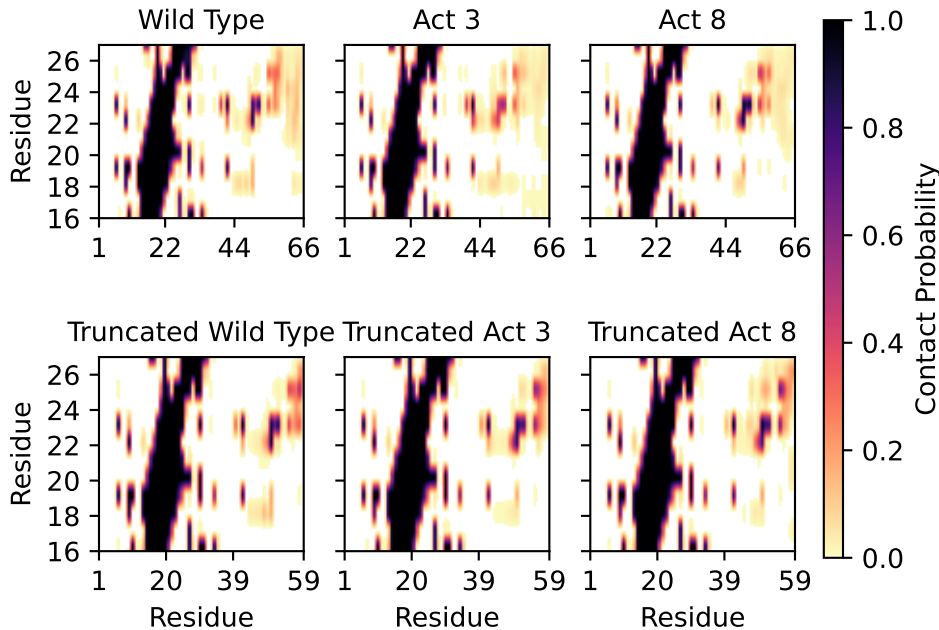 Wild Type Act 3 Act 8
Residue
26
24
22
20
18
16
1 22 44 66 1 22 44 66 1 22 44 66
Truncated Wild Type Truncated Act 3 Truncated Act 8
Residue
26
24
22
20
18
16
1 20 39 59 1 20 39 59 1 20 39 59
Residue Residue Residue
1.0
0.8
0.6
0.4
0.2
0.0
Contact Probability